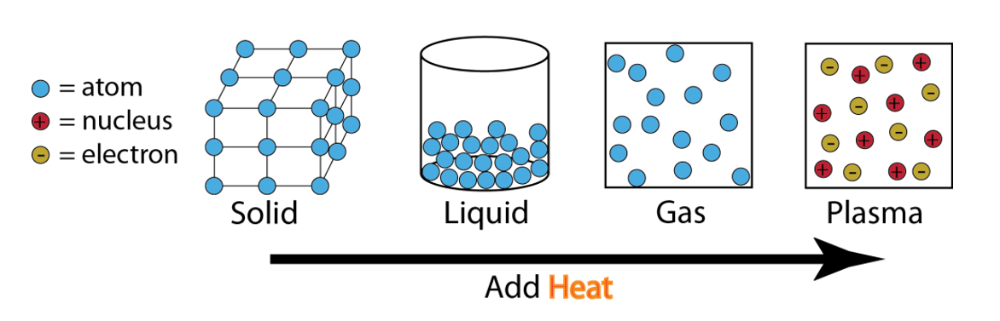 = atom
+ = nucleus
- = electron
Solid
Liquid
Gas
Plasma
Add Heat